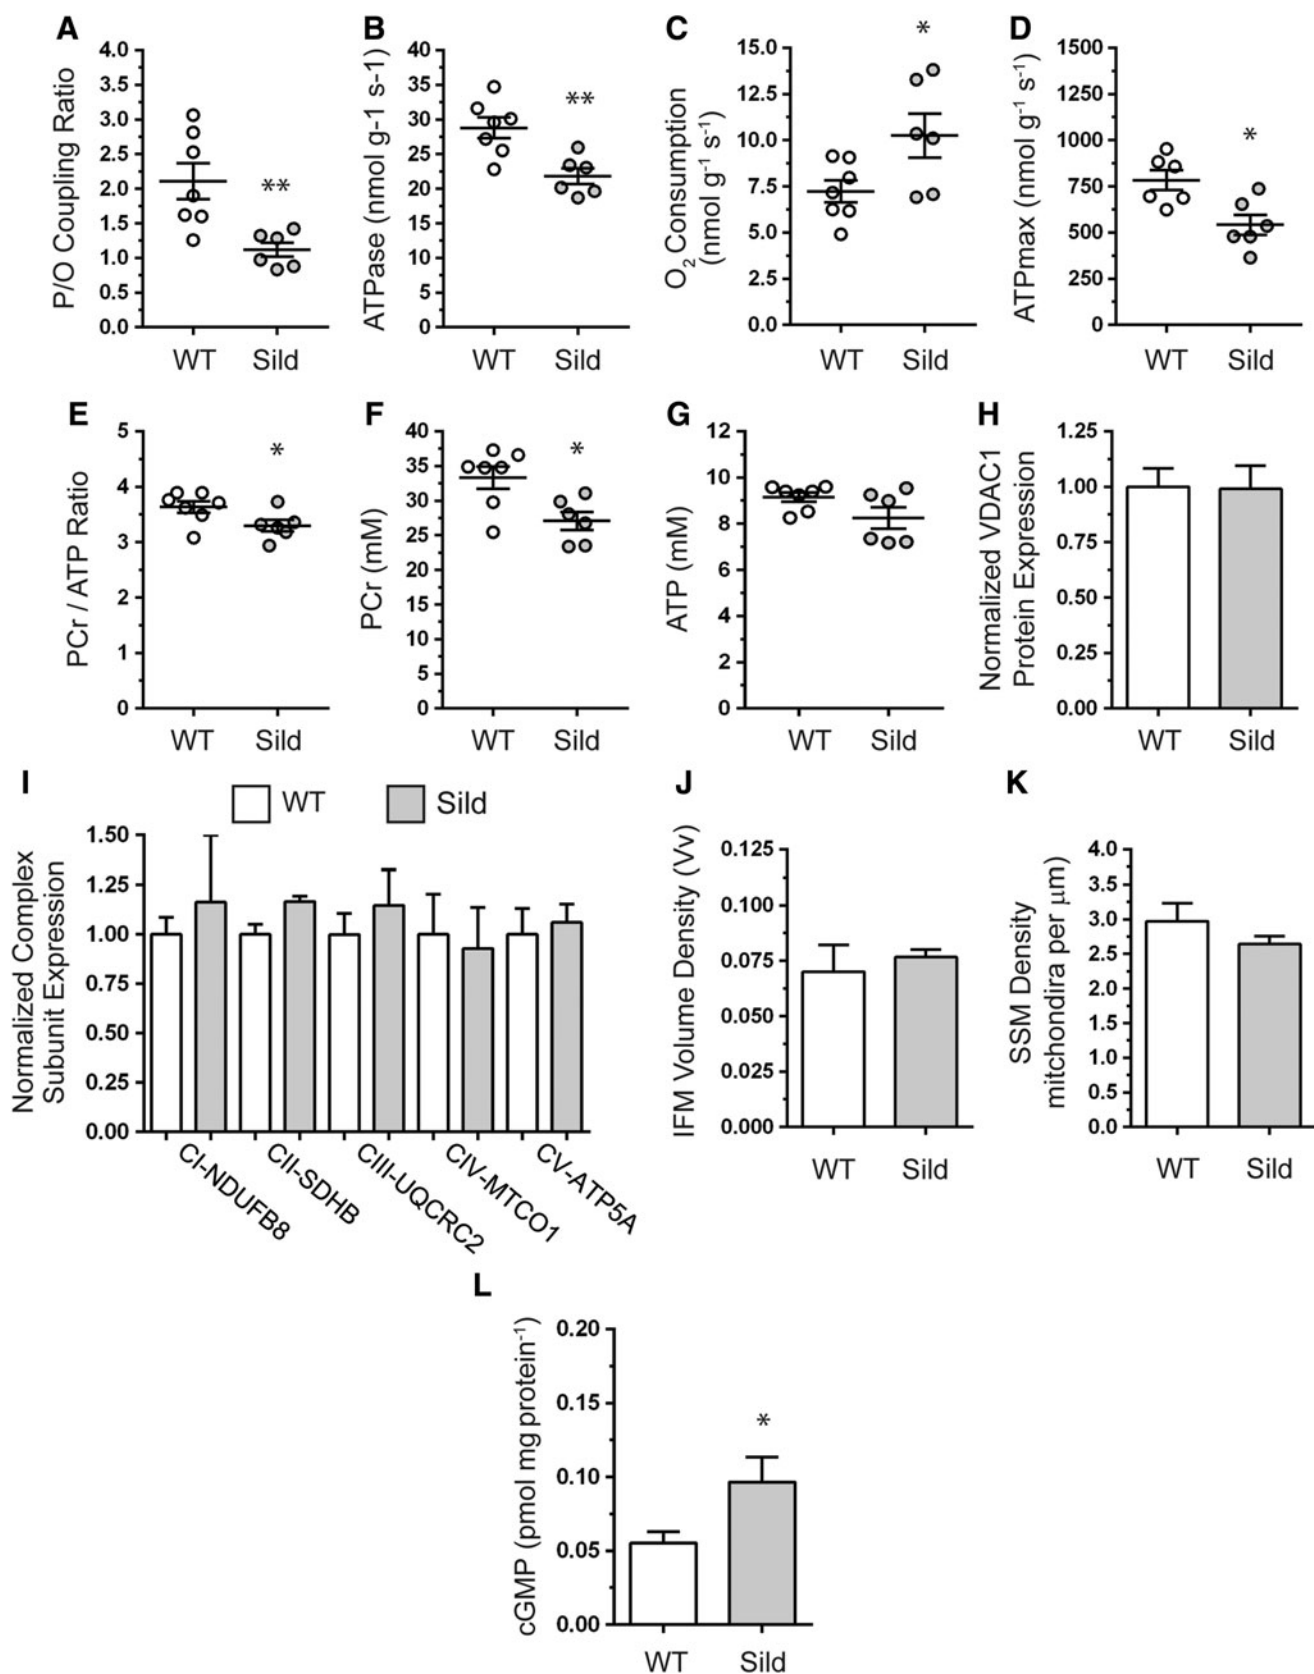 A
P/O Coupling Ratio
4.0
3.5
3.0
2.5
2.0
1.5
1.0
0.5
0.0
**
WT
Sild
B
ATPase (nmol g-1 s-1)
40
35
30
25
20
15
10
5
0
**
WT
Sild
C
O2 Consumption
(nmol g-1 s-1)
15.0
12.5
10.0
7.5
5.0
2.5
0.0
*
WT
Sild
D
ATPmax (nmol g-1 s-1)
1500
1250
1000
750
500
250
0
*
WT
Sild
E
PCr / ATP Ratio
5
4
3
2
1
0
*
WT
Sild
F
PCr (mM)
40
35
30
25
20
15
10
5
0
*
WT
Sild
G
ATP (mM)
12
10
8
6
4
2
0
WT
Sild
H
Normalized VDAC1
Protein Expression
1.25
1.00
0.75
0.50
0.25
0.00
WT
Sild
I
WT
Sild
Normalized Complex
Subunit Expression
1.50
1.25
1.00
0.75
0.50
0.25
0.00
CI-NDUFB8
CII-SDHB
CIII-UQCRC2
CIV-MTCO1
CV-ATP5A
J
IFM Volume Density (Vv)
0.125
0.100
0.075
0.050
0.025
0.000
WT
Sild
K
SSM Density
mitchondira per μm)
4.0
3.5
3.0
2.5
2.0
1.5
1.0
0.5
0.0
WT
Sild
L
cGMP (pmol mg protein-1)
0.20
0.15
0.10
0.05
0.00
*
WT
Sild